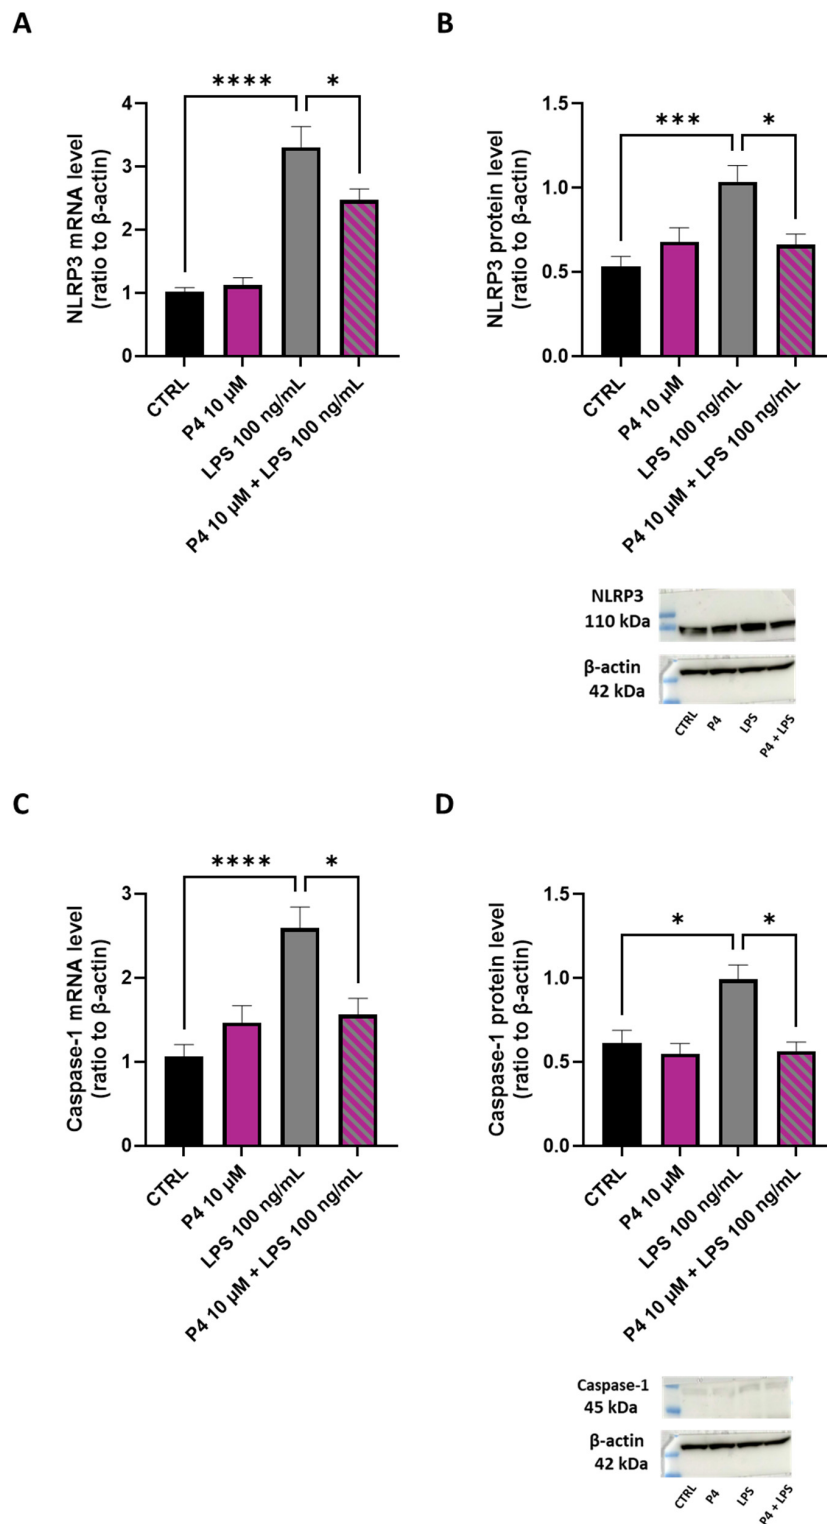 A
**** *
NLRP3 mRNA level
(ratio to β-actin)
4
3
2
1
0
CTRL
P4 10 µM
LPS 100 ng/mL
P4 10 µM + LPS 100 ng/mL
B
*** *
NLRP3 protein level
(ratio to β-actin)
1.5
1.0
0.5
0.0
CTRL
P4 10 µM
LPS 100 ng/mL
P4 10 µM + LPS 100 ng/mL
NLRP3
110 kDa
β-actin
42 kDa
CTRL
P4
LPS
P4 + LPS
C
**** *
Caspase-1 mRNA level
(ratio to β-actin)
3
2
1
0
CTRL
P4 10 µM
LPS 100 ng/mL
P4 10 µM + LPS 100 ng/mL
D
* *
Caspase-1 protein level
(ratio to β-actin)
1.5
1.0
0.5
0.0
CTRL
P4 10 µM
LPS 100 ng/mL
P4 10 µM + LPS 100 ng/mL
Caspase-1
45 kDa
β-actin
42 kDa
CTRL
P4
LPS
P4 + LPS